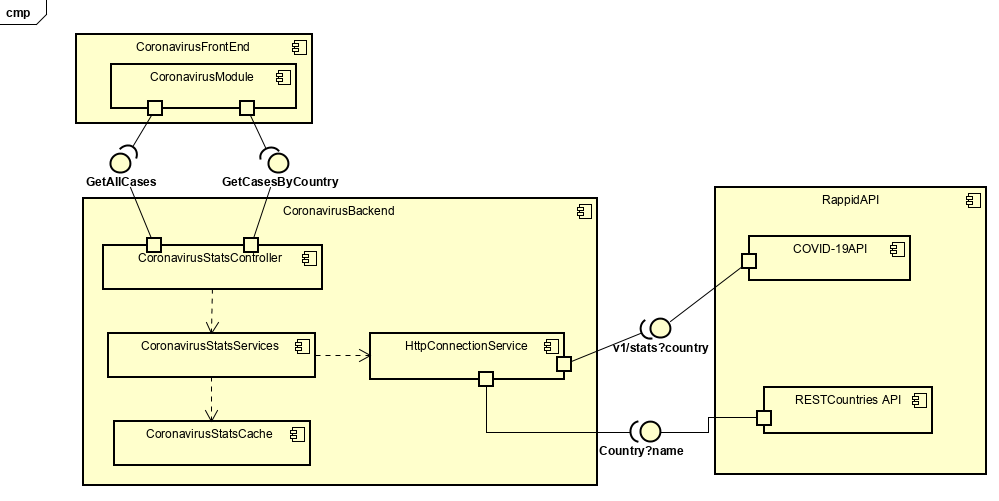 cmp
CoronavirusFrontEnd
CoronavirusModule
GetAllCases
GetCasesByCountry
CoronavirusBackend
CoronavirusStatsController
CoronavirusStatsServices
HttpConnectionService
CoronavirusStatsCache
RappidAPI
COVID-19API
v1/stats?country
RESTCountries API
Country?name